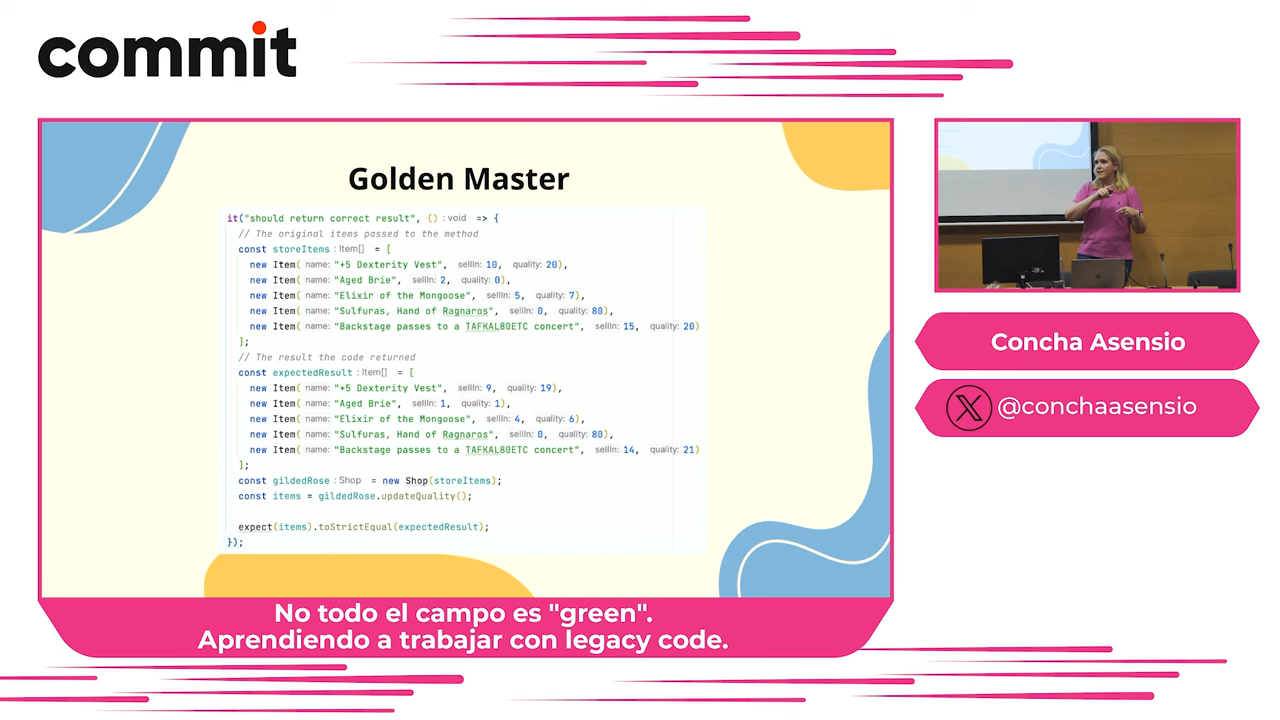 commit
Golden Master
it("should return correct result", () : void => {
// The original items passed to the method
const storeItems : Item[] = [
new Item( name: "+5 Dexterity Vest", sellIn: 10, quality: 20),
new Item( name: "Aged Brie", sellIn: 2, quality: 0),
new Item( name: "Elixir of the Mongoose", sellIn: 5, quality: 7),
new Item( name: "Sulfuras, Hand of Ragnaros", sellIn: 0, quality: 80),
new Item( name: "Backstage passes to a TAFKAL80ETC concert", sellIn: 15, quality: 20)
];
// The result the code returned
const expectedResult : Item[] = [
new Item( name: "+5 Dexterity Vest", sellIn: 9, quality: 19),
new Item( name: "Aged Brie", sellIn: 1, quality: 1),
new Item( name: "Elixir of the Mongoose", sellIn: 4, quality: 6),
new Item( name: "Sulfuras, Hand of Ragnaros", sellIn: 0, quality: 80),
new Item( name: "Backstage passes to a TAFKAL80ETC concert", sellIn: 14, quality: 21)
];
const gildedRose : Shop = new Shop(storeItems);
const items = gildedRose.updateQuality();
expect(items).toStrictEqual(expectedResult);
});
No todo el campo es "green".
Aprendiendo a trabajar con legacy code.
Concha Asensio
@conchaasensio